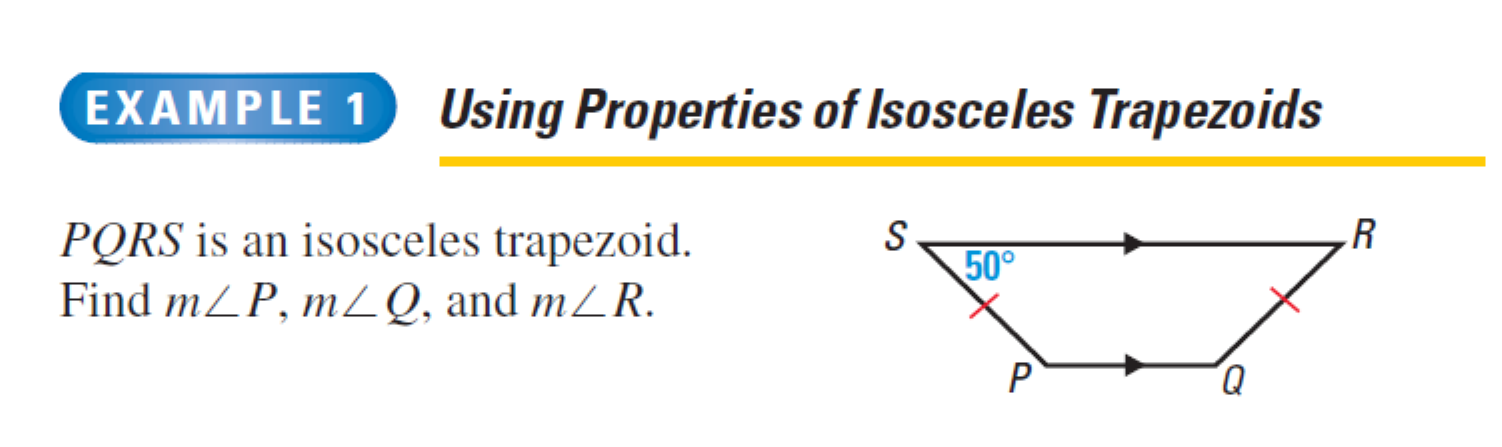 EXAMPLE 1 Using Properties of Isosceles Trapezoids
PQRS is an isosceles trapezoid.
Find m∠P, m∠Q, and m∠R.
S R
50°
P Q